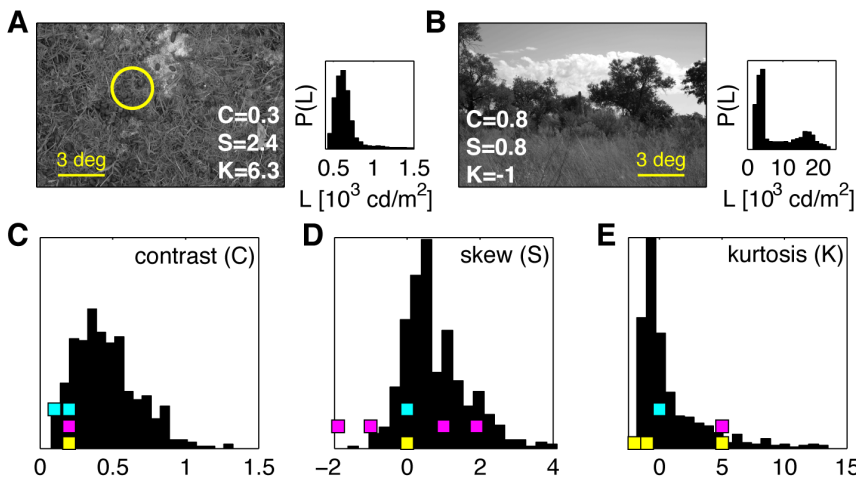 A
C=0.3
S=2.4
K=6.3
3 deg
P(L)
0.5 1 1.5
L [10³ cd/m²]
B
C=0.8
S=0.8
K=-1
3 deg
P(L)
0 10 20
L [10³ cd/m²]
C
contrast (C)
0 0.5 1 1.5
D
skew (S)
−2 0 2 4
E
kurtosis (K)
0 5 10 15